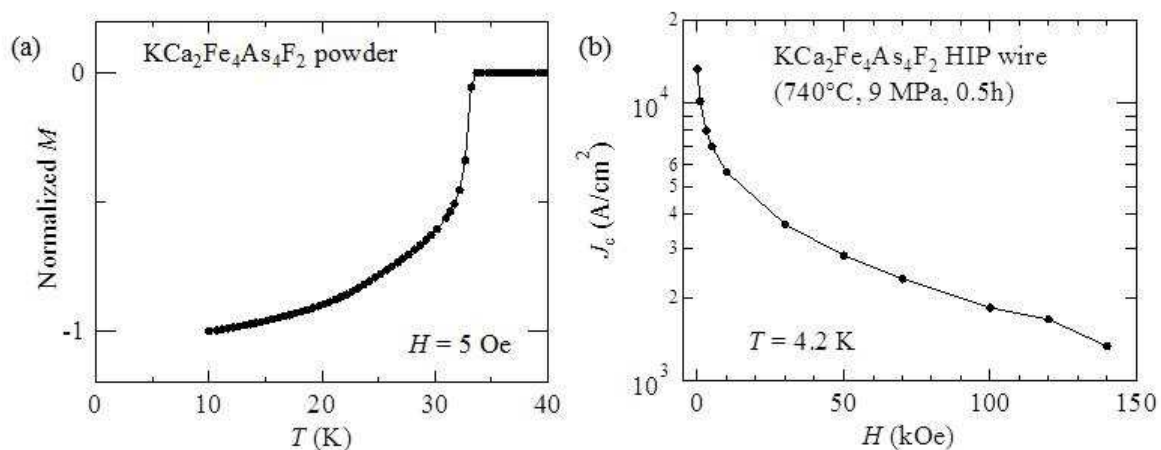 (a)
KCa2Fe4As4F2 powder
0
Normalized M
-1
H = 5 Oe
0
10
20
30
40
T (K)
(b)
2
KCa2Fe4As4F2 HIP wire
(740°C, 9 MPa, 0.5h)
10^4
6
5
4
3
2
10^3
Jc (A/cm^2)
T = 4.2 K
0
50
100
150
H (kOe)